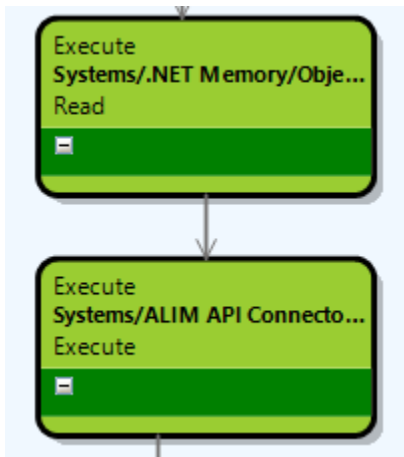 Execute
Systems/.NET Memory/Obje...
Read
Execute
Systems/ALIM API Connecto...
Execute